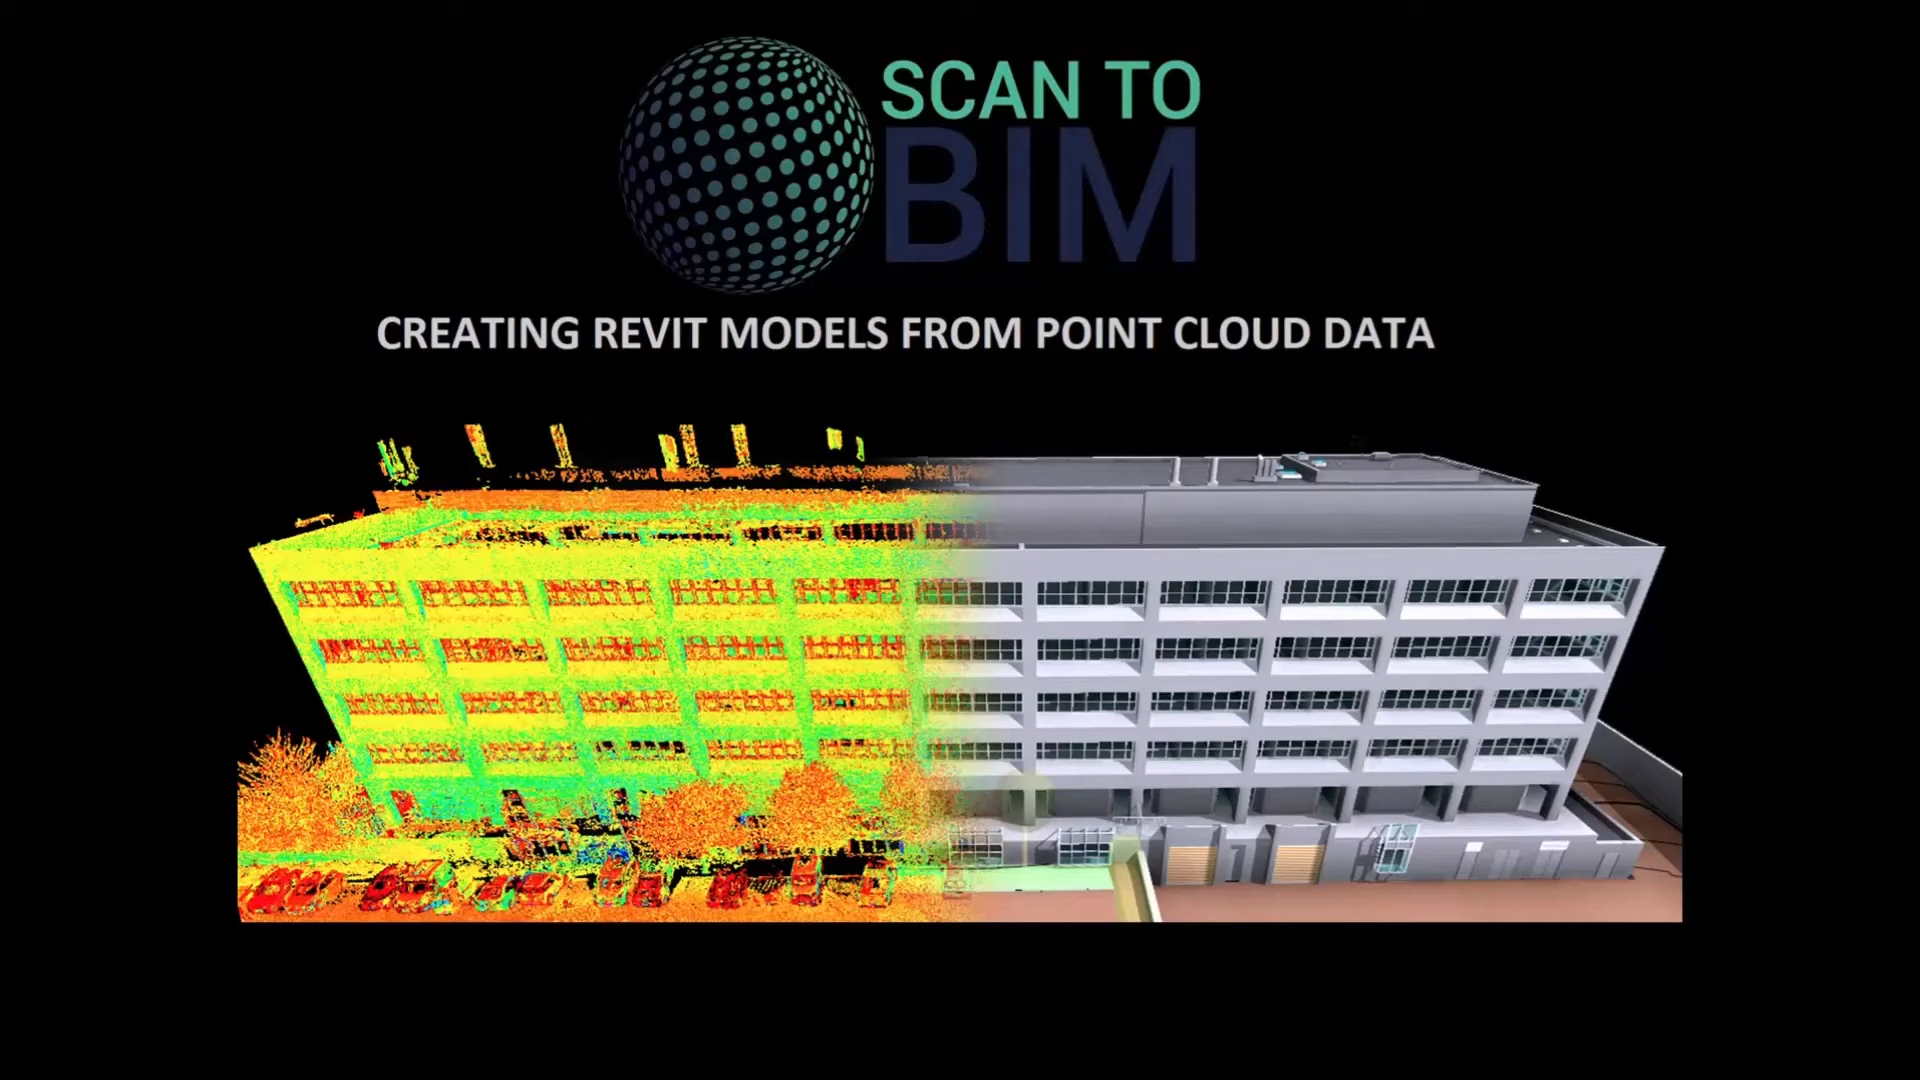 SCAN TO
BIM
CREATING REVIT MODELS FROM POINT CLOUD DATA